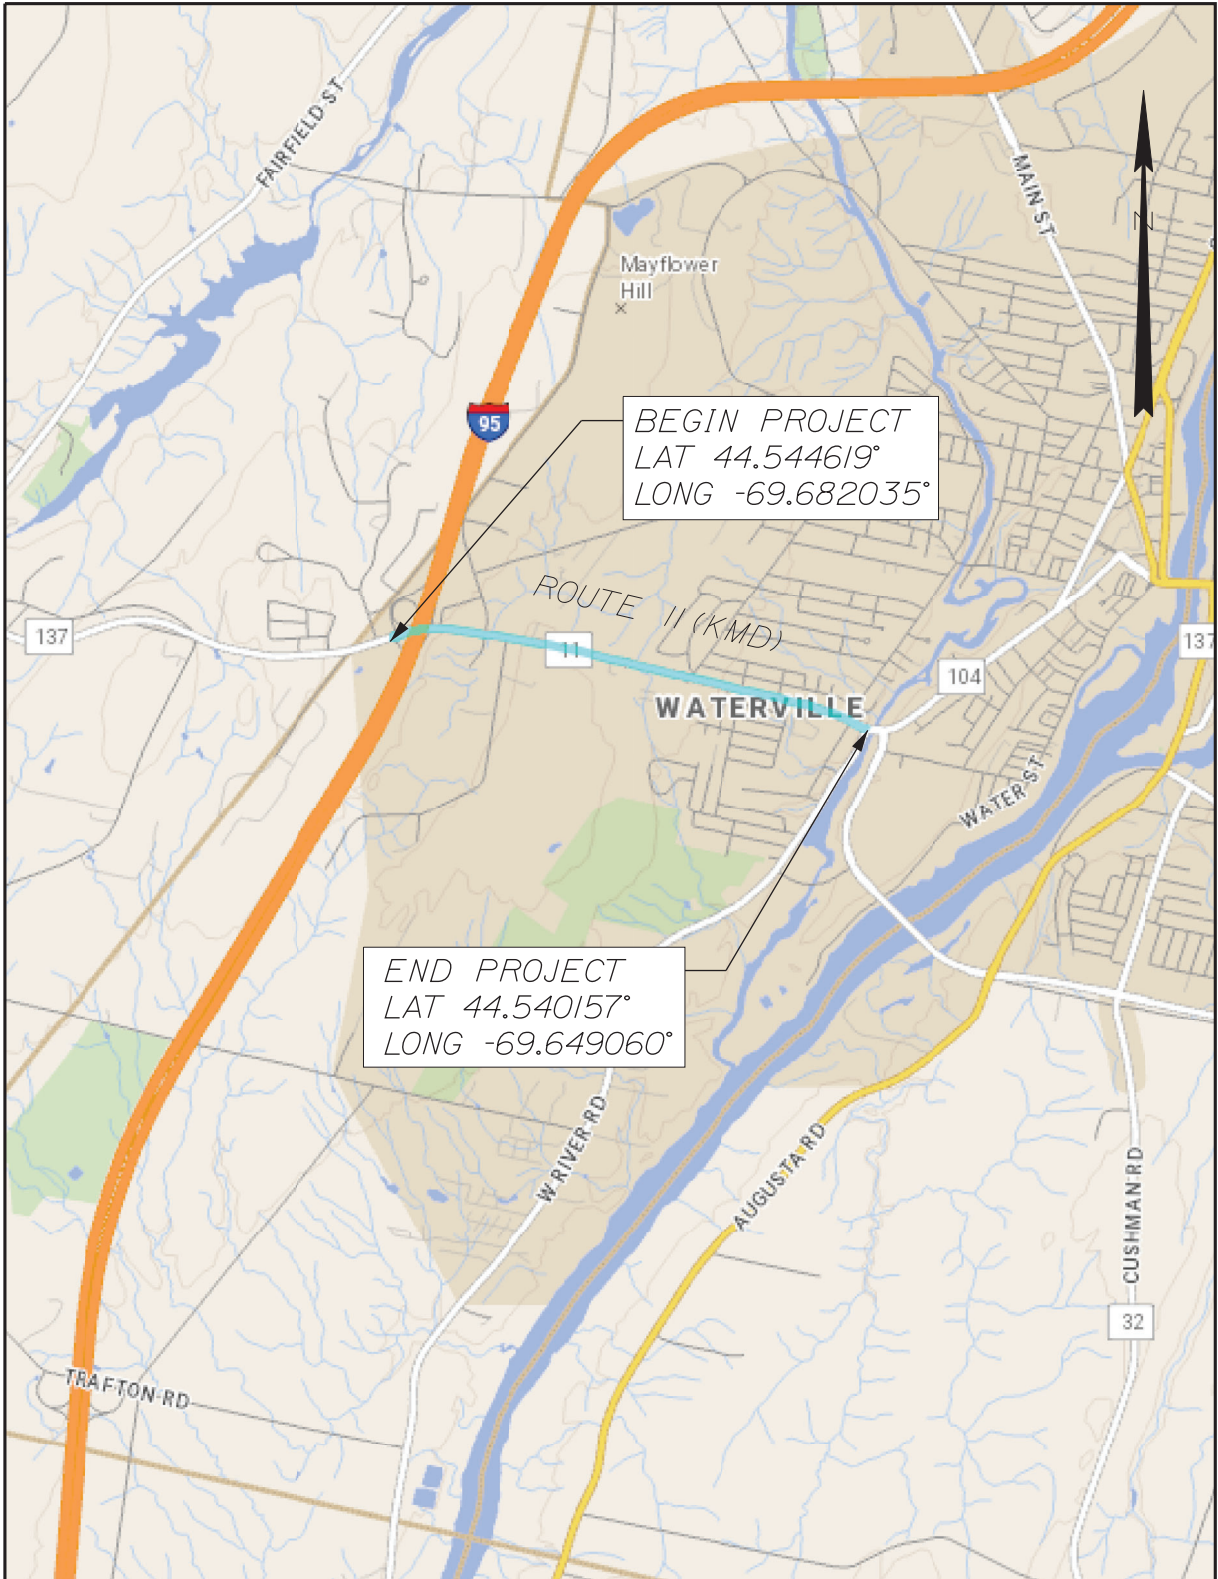 FAIRFIELD ST
MAIN ST
N
Mayflower
Hill
95
BEGIN PROJECT
LAT 44.544619°
LONG -69.682035°
ROUTE 11 (KMD)
137
11
137
104
WATERVILLE
WATER ST
END PROJECT
LAT 44.540157°
LONG -69.649060°
W RIVER RD
AUGUSTA RD
CUSHMAN RD
32
TRAFTON RD